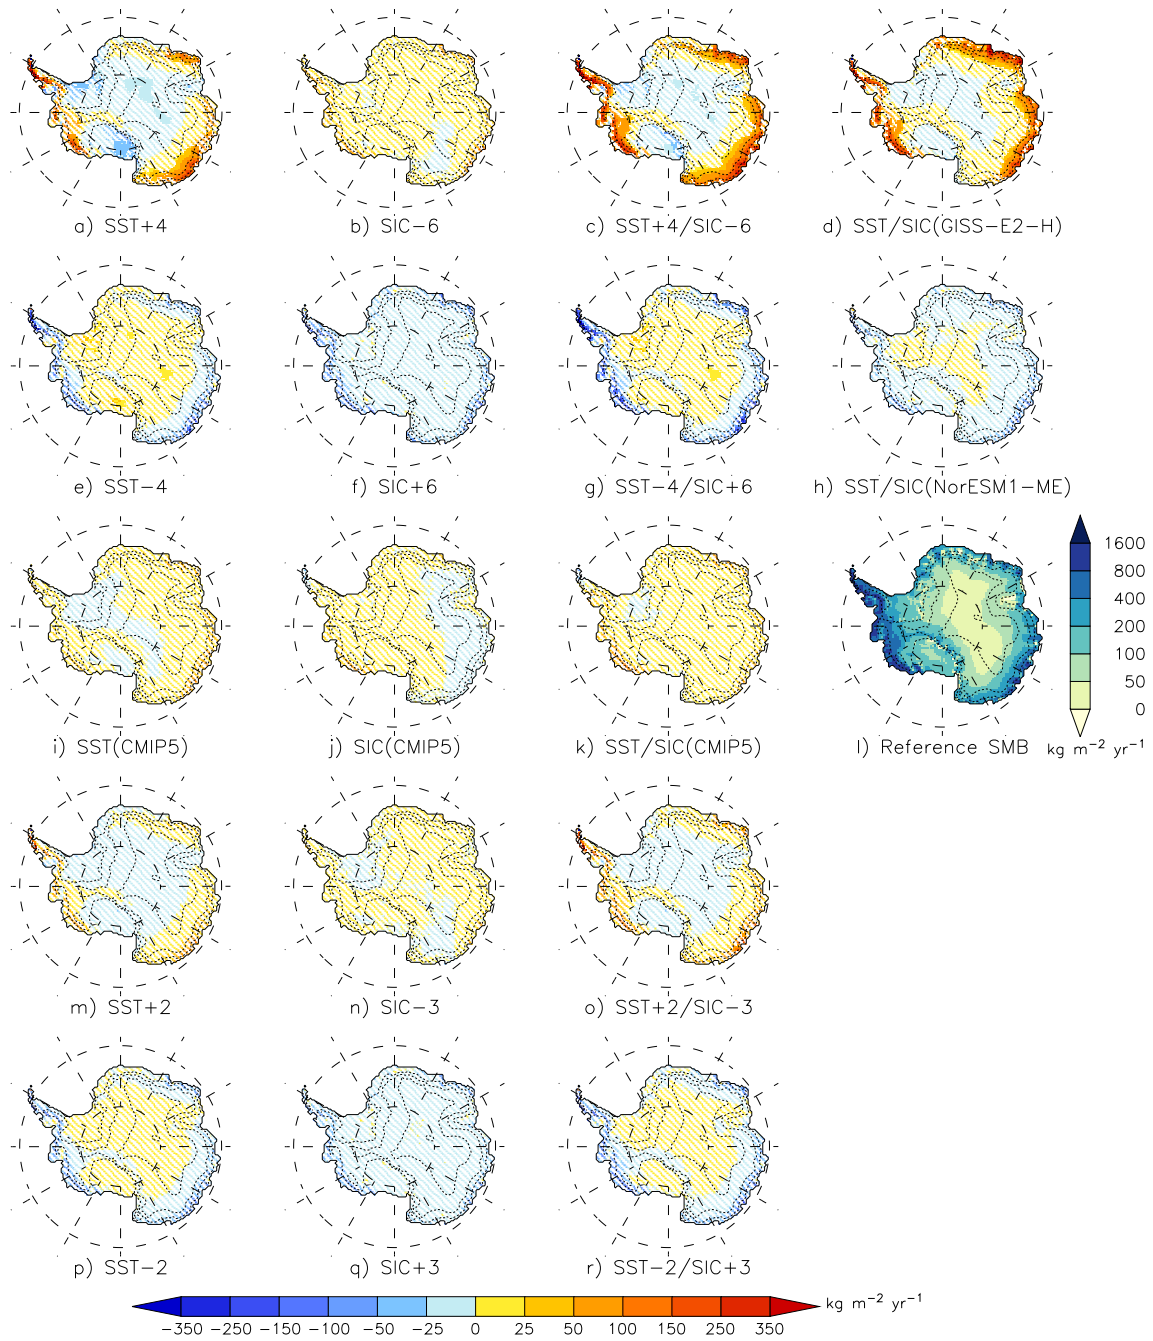 a) SST+4
b) SIC−6
c) SST+4/SIC−6
d) SST/SIC(GISS−E2−H)
e) SST−4
f) SIC+6
g) SST−4/SIC+6
h) SST/SIC(NorESM1−ME)
1600
800
400
200
100
50
0
kg m−2 yr−1
i) SST(CMIP5)
j) SIC(CMIP5)
k) SST/SIC(CMIP5)
l) Reference SMB
m) SST+2
n) SIC−3
o) SST+2/SIC−3
p) SST−2
q) SIC+3
r) SST−2/SIC+3
kg m−2 yr−1
−350 −250 −150 −100 −50 −25 0 25 50 100 150 250 350